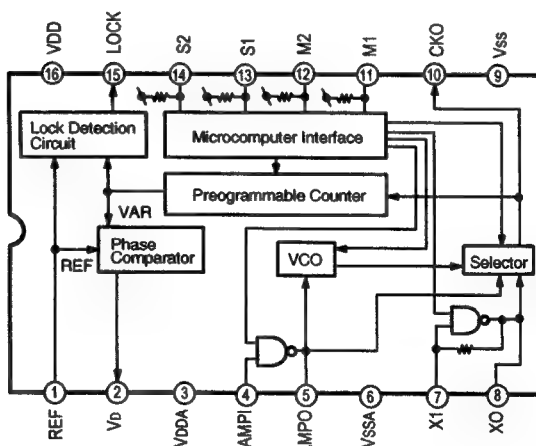 VDD
LOCK
S2
S1
M2
M1
CKO
VSS
16
15
14
13
12
11
10
9
Lock Detection
Circuit
Microcomputer Interface
Preogrammable Counter
VAR
REF
Phase
Comparator
VCO
Selector
1
2
3
4
5
6
7
8
REF
VD
VDDA
AMPI
AMPO
VSSA
X1
XO